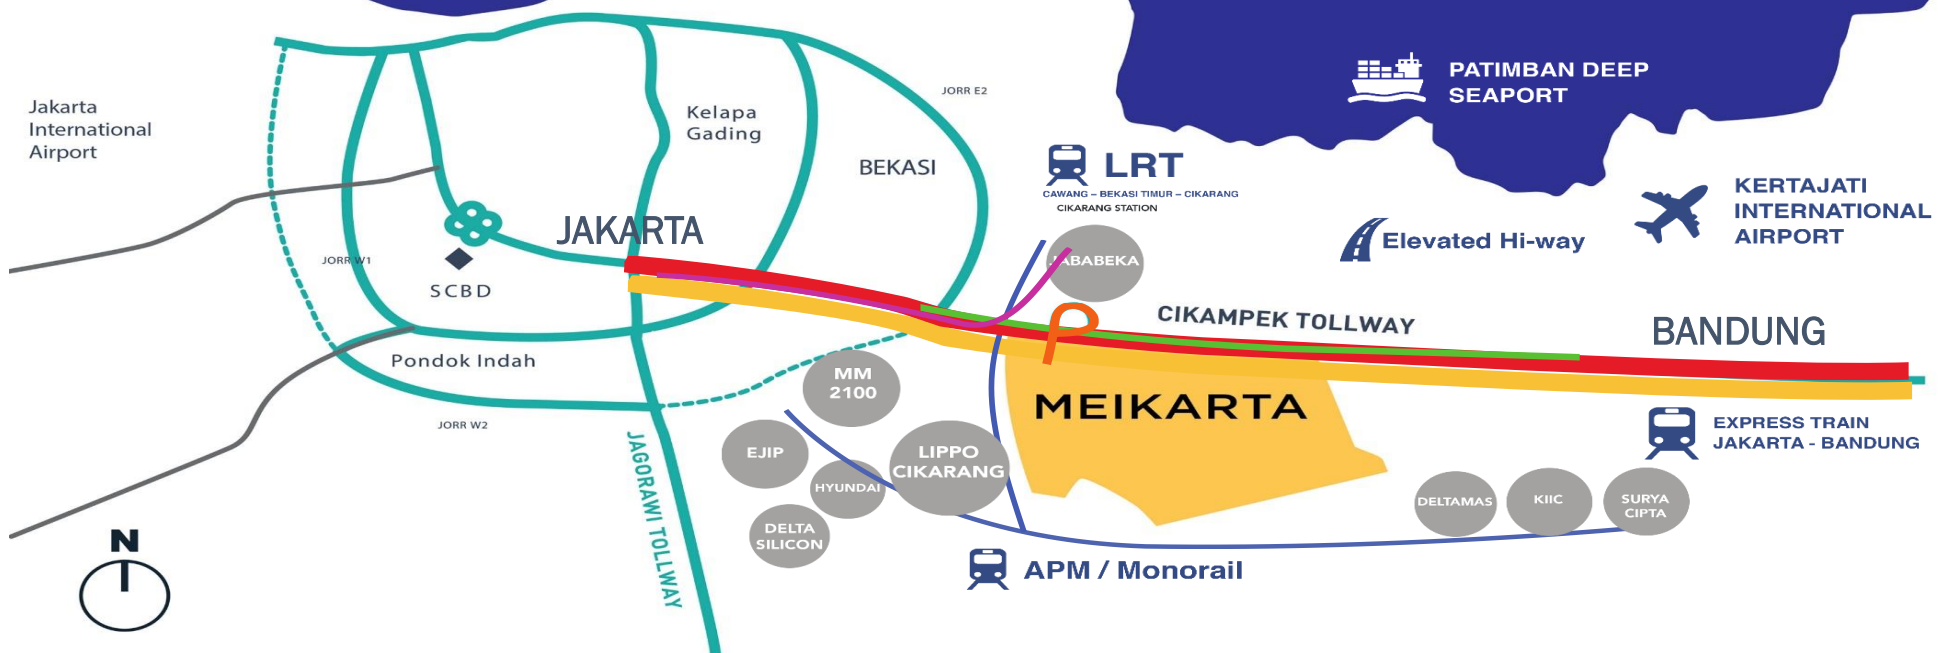 PATIMBAN DEEP
SEAPORT
JORR E2
Jakarta
International
Airport
Kelapa
Gading
BEKASI
LRT
CAWANG – BEKASI TIMUR – CIKARANG
CIKARANG STATION
KERTAJATI
INTERNATIONAL
AIRPORT
JAKARTA
Elevated Hi-way
JORR W1
JABABEKA
SCBD
CIKAMPEK TOLLWAY
BANDUNG
Pondok Indah
MM
2100
MEIKARTA
JORR W2
EXPRESS TRAIN
JAKARTA - BANDUNG
JAGORAWI TOLLWAY
EJIP
LIPPO
CIKARANG
HYUNDAI
DELTAMAS
KIIC
SURYA
CIPTA
DELTA
SILICON
N
APM / Monorail